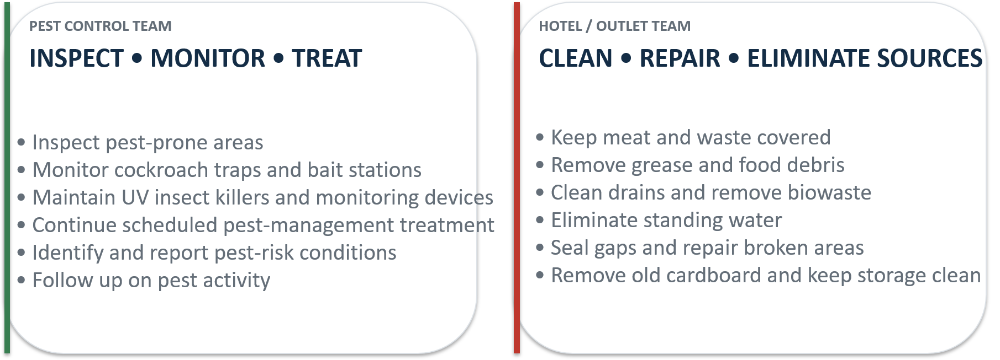 PEST CONTROL TEAM
INSPECT • MONITOR • TREAT
• Inspect pest-prone areas
• Monitor cockroach traps and bait stations
• Maintain UV insect killers and monitoring devices
• Continue scheduled pest-management treatment
• Identify and report pest-risk conditions
• Follow up on pest activity
HOTEL / OUTLET TEAM
CLEAN • REPAIR • ELIMINATE SOURCES
• Keep meat and waste covered
• Remove grease and food debris
• Clean drains and remove biowaste
• Eliminate standing water
• Seal gaps and repair broken areas
• Remove old cardboard and keep storage clean